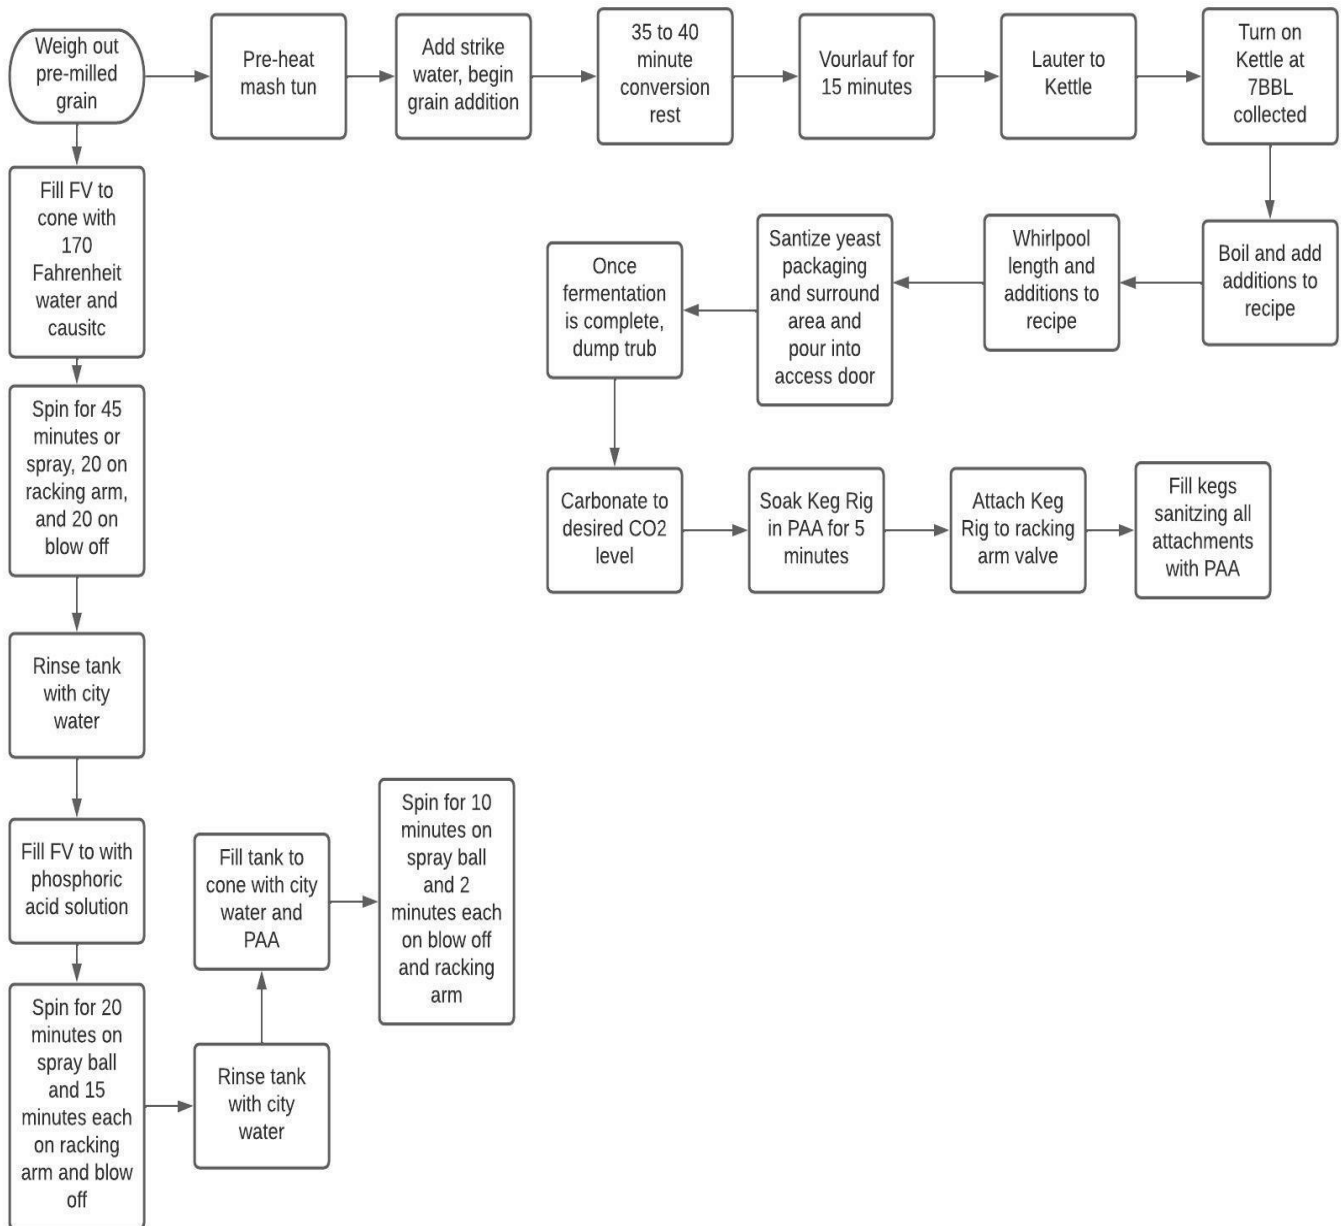 Weigh out
pre-milled
grain
Pre-heat
mash tun
Add strike
water, begin
grain addition
35 to 40
minute
conversion
rest
Vourlauf for
15 minutes
Lauter to
Kettle
Turn on
Kettle at
7BBL
collected
Boil and add
additions to
recipe
Whirlpool
length and
additions to
recipe
Santize yeast
packaging
and surround
area and
pour into
access door
Once
fermentation
is complete,
dump trub
Carbonate to
desired CO2
level
Soak Keg Rig
in PAA for 5
minutes
Attach Keg
Rig to racking
arm valve
Fill kegs
sanitzing all
attachments
with PAA
Fill FV to
cone with
170
Fahrenheit
water and
causitc
Spin for 45
minutes or
spray, 20 on
racking arm,
and 20 on
blow off
Rinse tank
with city
water
Fill FV to with
phosphoric
acid solution
Spin for 20
minutes on
spray ball
and 15
minutes each
on racking
arm and blow
off
Rinse tank
with city
water
Fill tank to
cone with city
water and
PAA
Spin for 10
minutes on
spray ball
and 2
minutes each
on blow off
and racking
arm